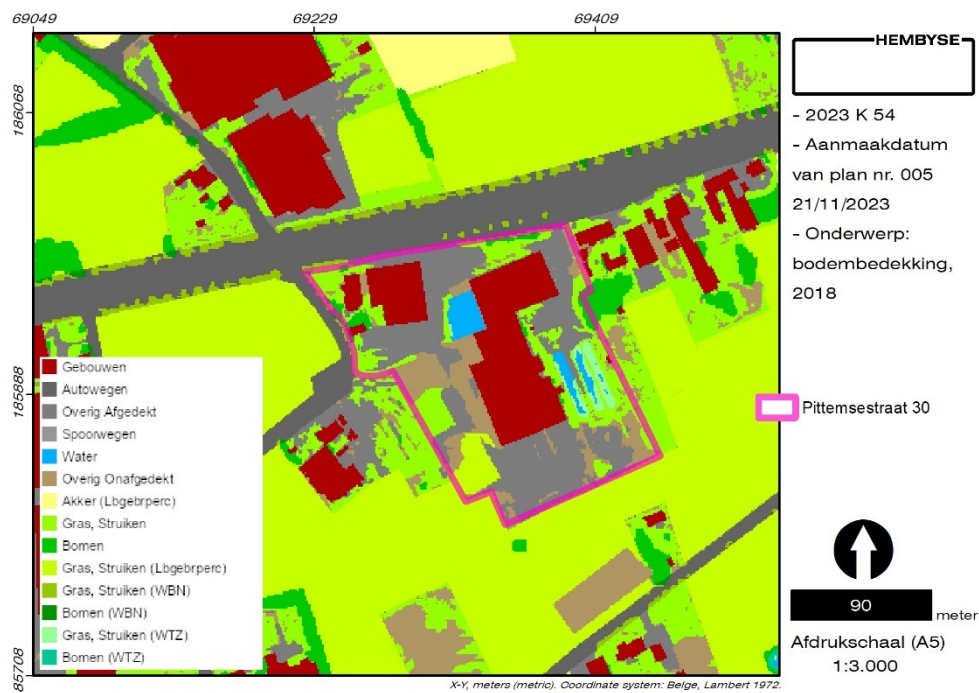 69049
69229
69409
HEMBYSE
186068
- 2023 K 54
- Aanmaakdatum
van plan nr. 005
21/11/2023
- Onderwerp:
bodembedekking,
2018
Gebouwen
Autowegen
Overig Afgedekt
Spoorwegen
Water
Overig Onafgedekt
Akker (Lbgebrperc)
Gras, Struiken
Bomen
Gras, Struiken (Lbgebrperc)
Gras, Struiken (WBN)
Bomen (WBN)
Gras, Struiken (WTZ)
Bomen (WTZ)
185888
Pittemsestraat 30
90
meter
Afdrukschaal (A5)
1:3.000
85708
X-Y, meters (metric). Coordinate system: Belge, Lambert 1972.